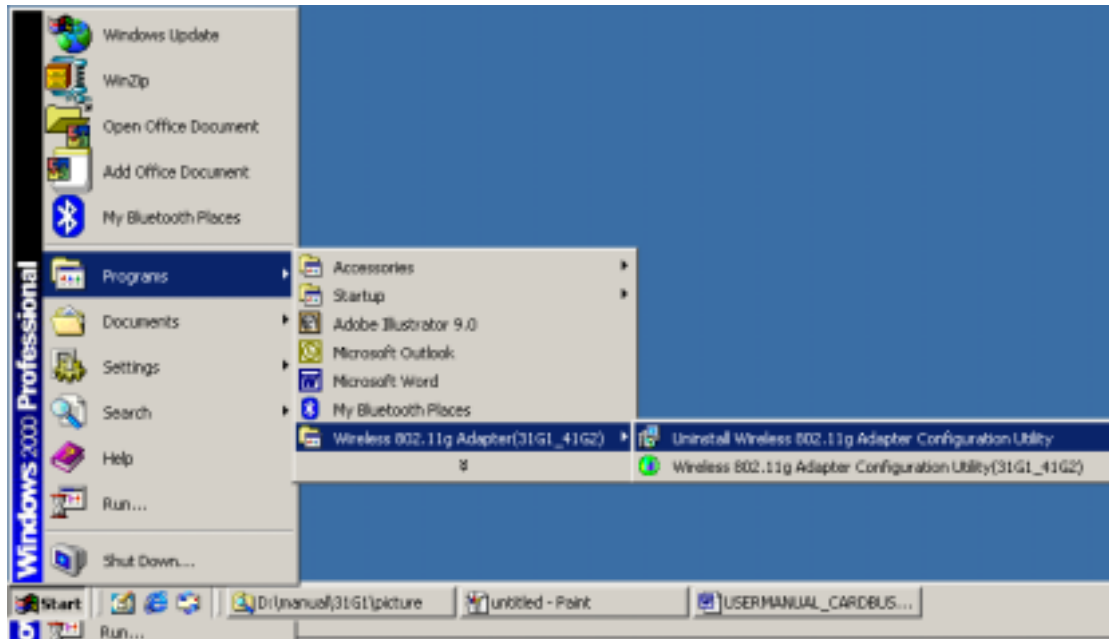 Windows Update
WinZip
Open Office Document
Add Office Document
My Bluetooth Places
Programs
Documents
Settings
Search
Help
Run...
Shut Down...
Windows 2000 Professional
Accessories
Startup
Adobe Illustrator 9.0
Microsoft Outlook
Microsoft Word
My Bluetooth Places
Wireless 802.11g Adapter(31G1_41G2)
Uninstall Wireless 802.11g Adapter Configuration Utility
Wireless 802.11g Adapter Configuration Utility(31G1_41G2)
Start
D:\manual\31G1\picture
untitled - Paint
USERMANUAL_CARDBUS...
Run...